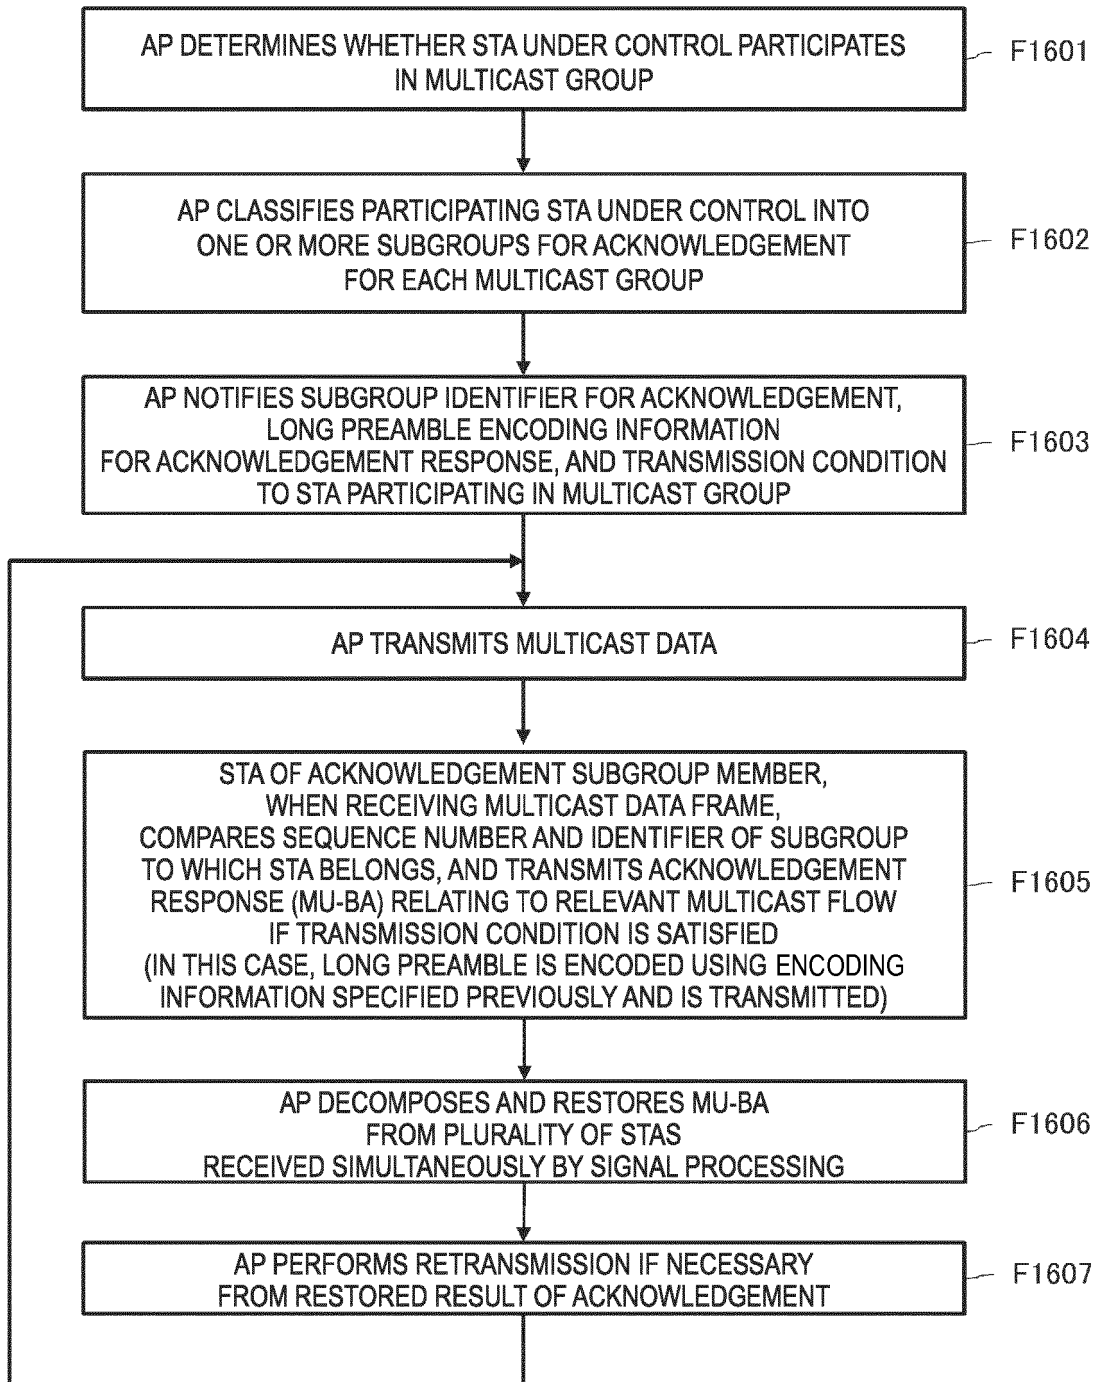 AP DETERMINES WHETHER STA UNDER CONTROL PARTICIPATES
IN MULTICAST GROUP
F1601
AP CLASSIFIES PARTICIPATING STA UNDER CONTROL INTO
ONE OR MORE SUBGROUPS FOR ACKNOWLEDGEMENT
FOR EACH MULTICAST GROUP
F1602
AP NOTIFIES SUBGROUP IDENTIFIER FOR ACKNOWLEDGEMENT,
LONG PREAMBLE ENCODING INFORMATION
FOR ACKNOWLEDGEMENT RESPONSE, AND TRANSMISSION CONDITION
TO STA PARTICIPATING IN MULTICAST GROUP
F1603
AP TRANSMITS MULTICAST DATA
F1604
STA OF ACKNOWLEDGEMENT SUBGROUP MEMBER,
WHEN RECEIVING MULTICAST DATA FRAME,
COMPARES SEQUENCE NUMBER AND IDENTIFIER OF SUBGROUP
TO WHICH STA BELONGS, AND TRANSMITS ACKNOWLEDGEMENT
RESPONSE (MU-BA) RELATING TO RELEVANT MULTICAST FLOW
IF TRANSMISSION CONDITION IS SATISFIED
(IN THIS CASE, LONG PREAMBLE IS ENCODED USING ENCODING
INFORMATION SPECIFIED PREVIOUSLY AND IS TRANSMITTED)
F1605
AP DECOMPOSES AND RESTORES MU-BA
FROM PLURALITY OF STAS
RECEIVED SIMULTANEOUSLY BY SIGNAL PROCESSING
F1606
AP PERFORMS RETRANSMISSION IF NECESSARY
FROM RESTORED RESULT OF ACKNOWLEDGEMENT
F1607